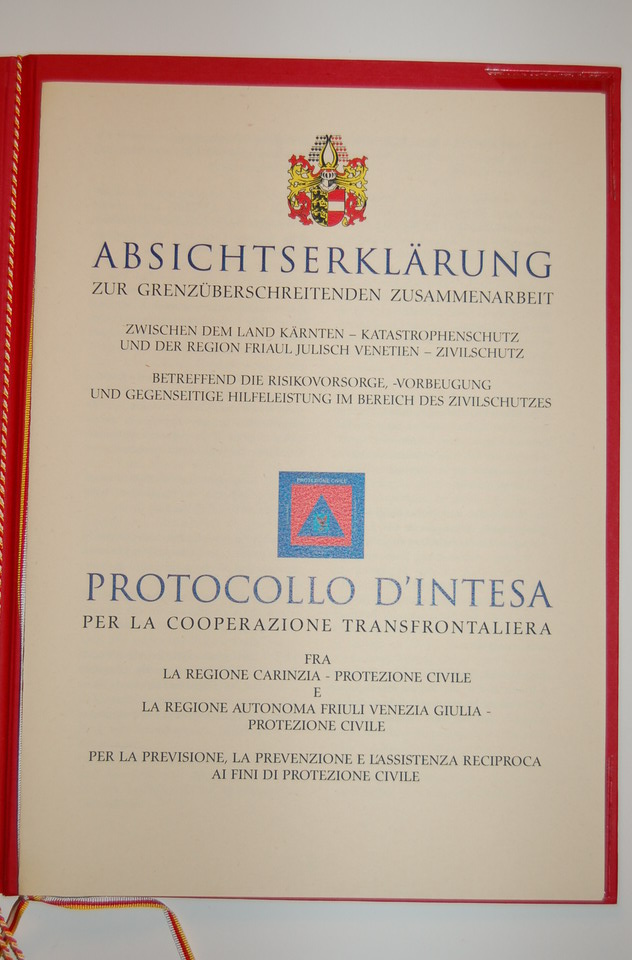 ABSICHTSERKLÄRUNG
ZUR GRENZÜBERSCHREITENDEN ZUSAMMENARBEIT
ZWISCHEN DEM LAND KÄRNTEN – KATASTROPHENSCHUTZ
UND DER REGION FRIAUL JULISCH VENETIEN – ZIVILSCHUTZ
BETREFFEND DIE RISIKOVORSORGE, -VORBEUGUNG
UND GEGENSEITIGE HILFELEISTUNG IM BEREICH DES ZIVILSCHUTZES
PROTEZIONE CIVILE
PROTOCOLLO D'INTESA
PER LA COOPERAZIONE TRANSFRONTALIERA
FRA
LA REGIONE CARINZIA - PROTEZIONE CIVILE
E
LA REGIONE AUTONOMA FRIULI VENEZIA GIULIA -
PROTEZIONE CIVILE
PER LA PREVISIONE, LA PREVENZIONE E L'ASSISTENZA RECIPROCA
AI FINI DI PROTEZIONE CIVILE